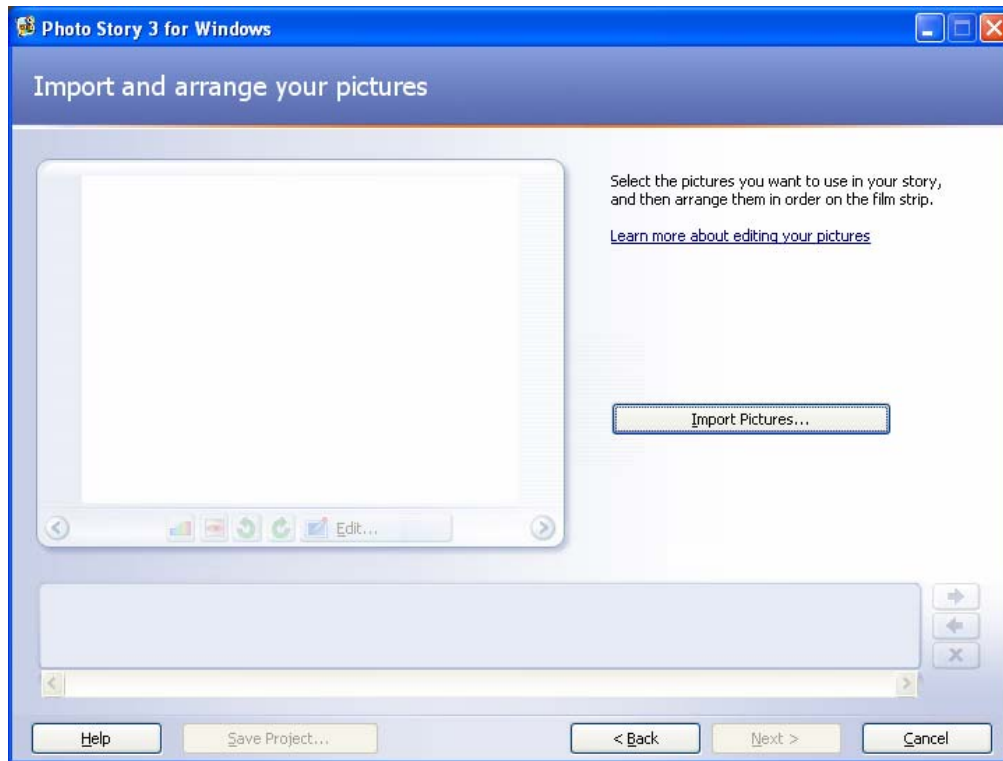 Photo Story 3 for Windows
Import and arrange your pictures
Select the pictures you want to use in your story,
and then arrange them in order on the film strip.
Learn more about editing your pictures
Import Pictures...
Edit...
Help
Save Project...
< Back
Next >
Cancel